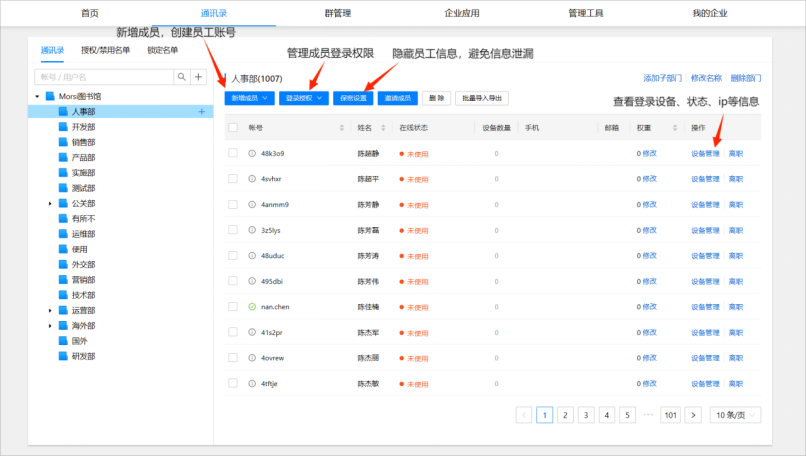 首页 通讯录 群管理 企业应用 管理工具 我的企业
新增成员，创建员工账号
通讯录 授权/禁用名单 锁定名单
管理成员登录权限
隐藏员工信息，避免信息泄漏
帐号 / 用户名
人事部(1007)
添加子部门 修改名称 删除部门
Morsi图书馆
新增成员 登录授权 保密设置 邀请成员 删 除 批量导入导出
查看登录设备、状态、ip等信息
人事部
开发部
销售部
产品部
实施部
测试部
公关部
有所不
运维部
使用
外交部
营销部
技术部
运营部
海外部
国外
研发部
帐号 姓名 在线状态 设备数量 手机 邮箱 权重 操作
48k3o9 陈超静 未使用 0 0 修改 设备管理 离职
4svhxr 陈超平 未使用 0 0 修改 设备管理 离职
4anmm9 陈芳静 未使用 0 0 修改 设备管理 离职
3z5lys 陈芳磊 未使用 0 0 修改 设备管理 离职
48uduc 陈芳涛 未使用 0 0 修改 设备管理 离职
495dbi 陈芳伟 未使用 0 0 修改 设备管理 离职
nan.chen 陈佳楠 未使用 0 0 修改 设备管理 离职
41s2pr 陈杰军 未使用 0 0 修改 设备管理 离职
4ovrew 陈杰丽 未使用 0 0 修改 设备管理 离职
4tftje 陈杰敏 未使用 0 0 修改 设备管理 离职
1 2 3 4 5 ··· 101 10 条/页